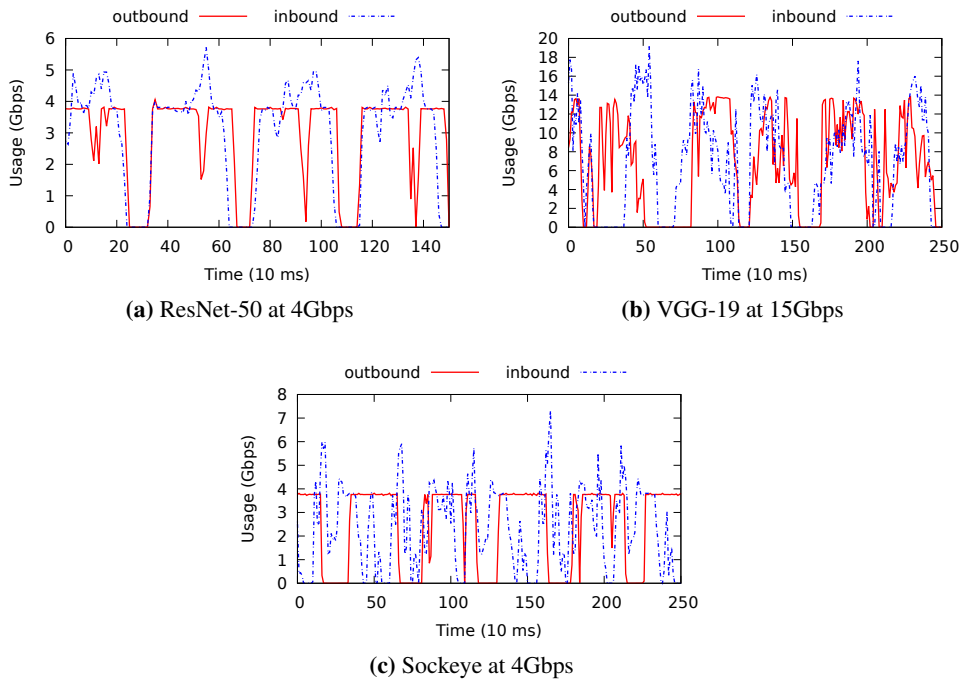 outbound inbound
6
5
4
3
2
1
0
Usage (Gbps)
0 20 40 60 80 100 120 140
Time (10 ms)
(a) ResNet-50 at 4Gbps
outbound inbound
20
18
16
14
12
10
8
6
4
2
0
Usage (Gbps)
0 50 100 150 200 250
Time (10 ms)
(b) VGG-19 at 15Gbps
outbound inbound
8
7
6
5
4
3
2
1
0
Usage (Gbps)
0 50 100 150 200 250
Time (10 ms)
(c) Sockeye at 4Gbps